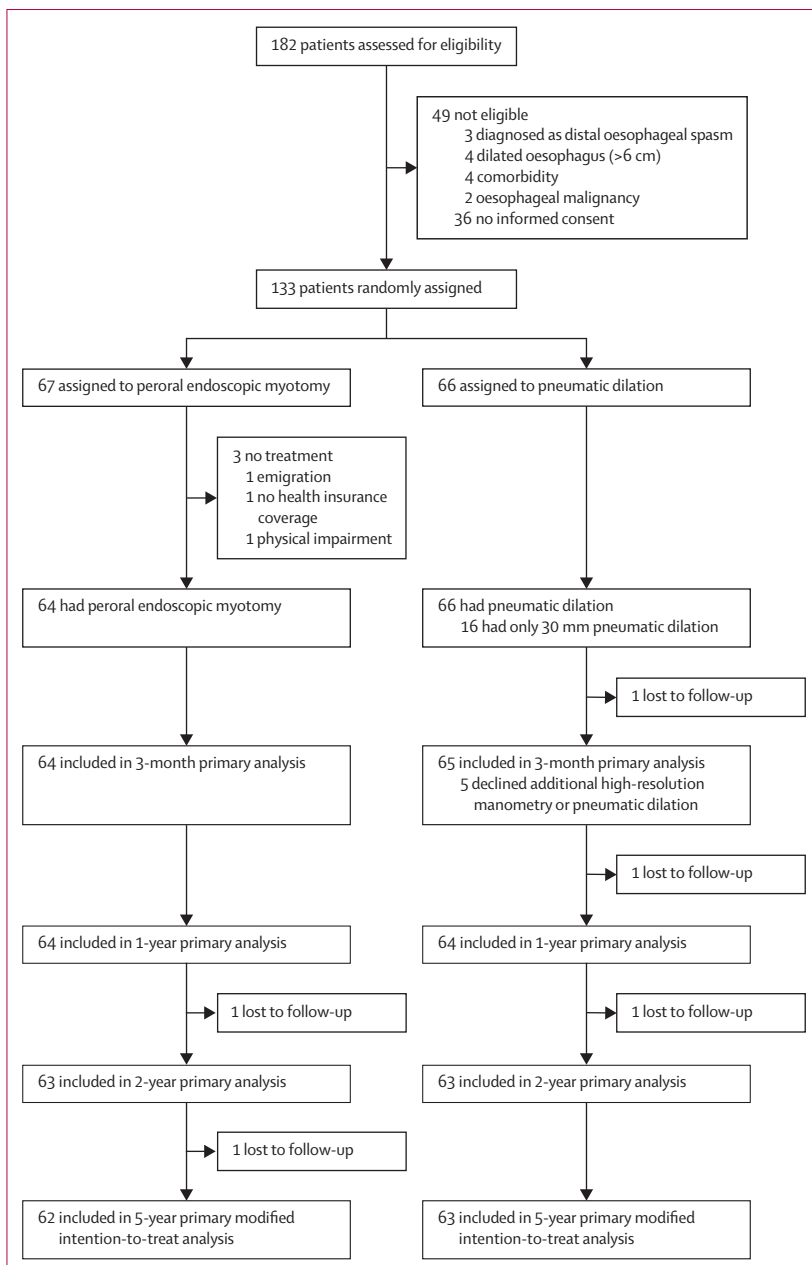 182 patients assessed for eligibility
49 not eligible
3 diagnosed as distal oesophageal spasm
4 dilated oesophagus (>6 cm)
4 comorbidity
2 oesophageal malignancy
36 no informed consent
133 patients randomly assigned
67 assigned to peroral endoscopic myotomy
66 assigned to pneumatic dilation
3 no treatment
1 emigration
1 no health insurance
coverage
1 physical impairment
64 had peroral endoscopic myotomy
66 had pneumatic dilation
16 had only 30 mm pneumatic dilation
1 lost to follow-up
64 included in 3-month primary analysis
65 included in 3-month primary analysis
5 declined additional high-resolution
manometry or pneumatic dilation
1 lost to follow-up
64 included in 1-year primary analysis
64 included in 1-year primary analysis
1 lost to follow-up
1 lost to follow-up
63 included in 2-year primary analysis
63 included in 2-year primary analysis
1 lost to follow-up
62 included in 5-year primary modified
intention-to-treat analysis
63 included in 5-year primary modified
intention-to-treat analysis